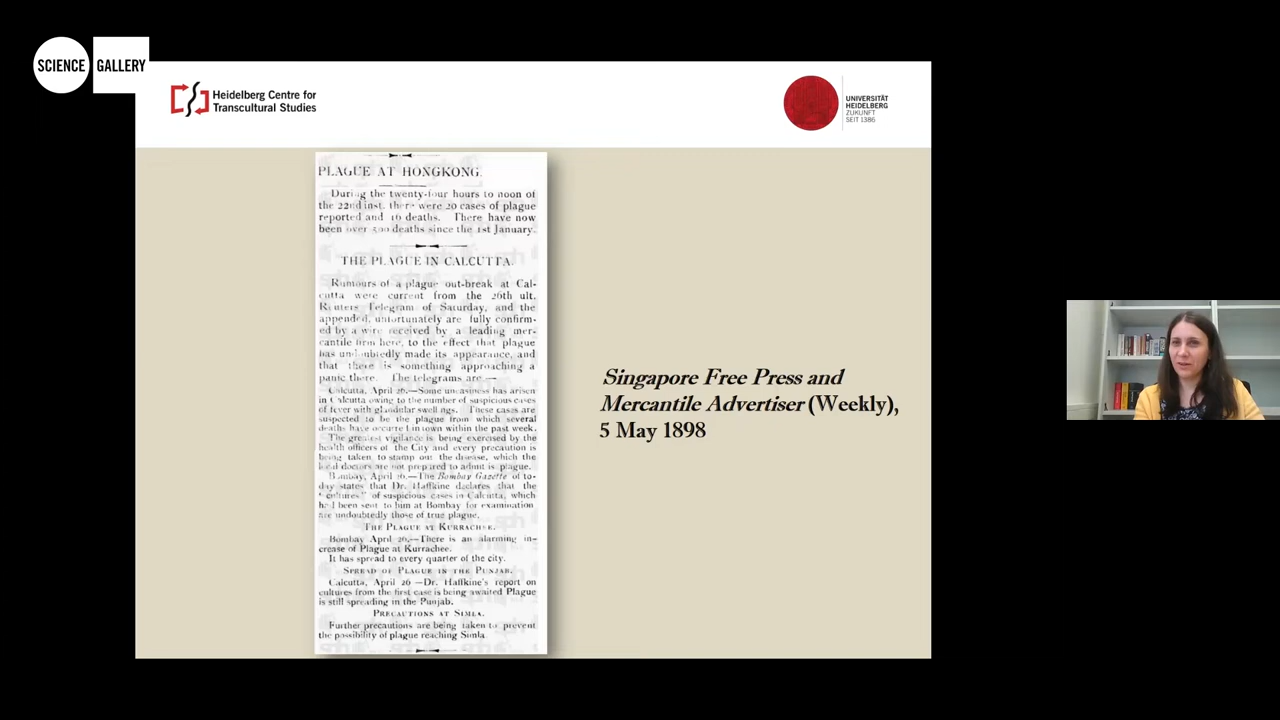 SCIENCE GALLERY
Heidelberg Centre for
Transcultural Studies
UNIVERSITÄT
HEIDELBERG
ZUKUNFT
SEIT 1386
PLAGUE AT HONGKONG.
During the twenty-four hours to noon of
the 22nd inst. there were 20 cases of plague
reported and 16 deaths. There have now
been over 500 deaths since the 1st January.
THE PLAGUE IN CALCUTTA.
Rumours of a plague out-break at Cal-
cutta were current from the 26th ult.
Reuters Telegram of Saturday, and the
appended, unfortunately are fully confirm-
ed by a wire received by a leading mer-
cantile firm here, to the effect that plague
has undoubtedly made its appearance, and
that there is something approaching a
panic there. The telegrams are:—
Calcutta, April 26.—Some uneasiness has arisen
in Calcutta owing to the number of suspicious cases
of fever with glandular swellings. These cases are
suspected to be the plague from which several
deaths have occurred in town within the past week.
The greatest vigilance is being exercised by the
health officers of the City and every precaution is
being taken to stamp out the disease, which the
local doctors are not prepared to admit is plague.
Bombay, April 26.—The Bombay Gazette of to-
day states that Dr. Haffkine declares that the
"cultures" of suspicious cases in Calcutta, which
had been sent to him at Bombay for examination
are undoubtedly those of true plague.
THE PLAGUE AT KURRACHEE.
Bombay April 26.—There is an alarming in-
crease of Plague at Kurrachee.
It has spread to every quarter of the city.
SPREAD OF PLAGUE IN THE PUNJAB.
Calcutta, April 26—Dr. Haffkine's report on
cultures from the first case is being awaited Plague
is still spreading in the Punjab.
PRECAUTIONS AT SIMLA.
Further precautions are being taken to prevent
the possibility of plague reaching Simla
Singapore Free Press and
Mercantile Advertiser (Weekly),
5 May 1898